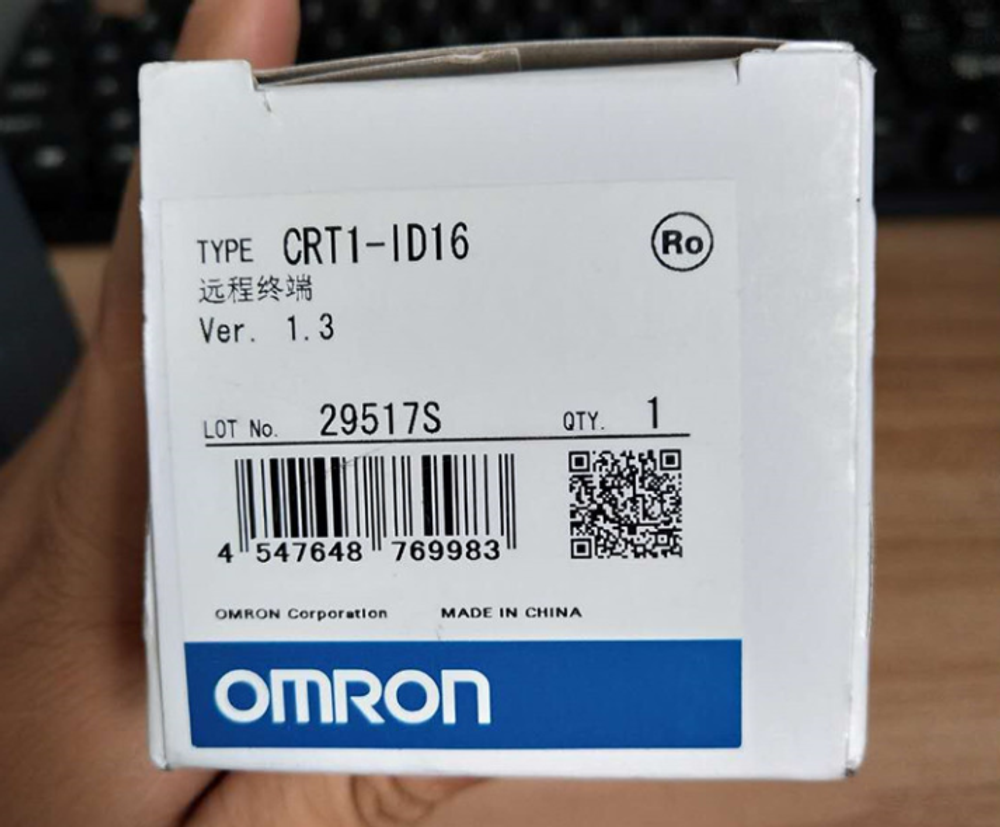 TYPE CRT1-ID16
Ro
远程终端
Ver. 1.3
LOT No. 29517S QTY. 1
4 547648 769983
OMRON Corporation MADE IN CHINA
OMRON